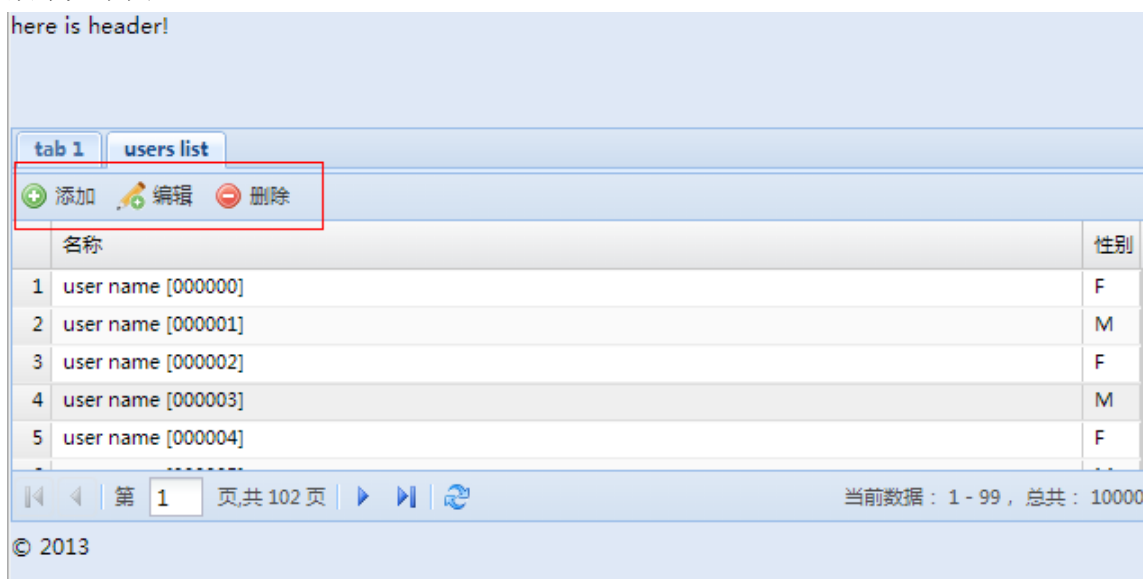 here is header!
tab 1 users list
添加 编辑 删除
名称 性别
1 user name [000000] F
2 user name [000001] M
3 user name [000002] F
4 user name [000003] M
5 user name [000004] F
第 1 页,共 102 页 当前数据: 1 - 99, 总共: 10000
© 2013